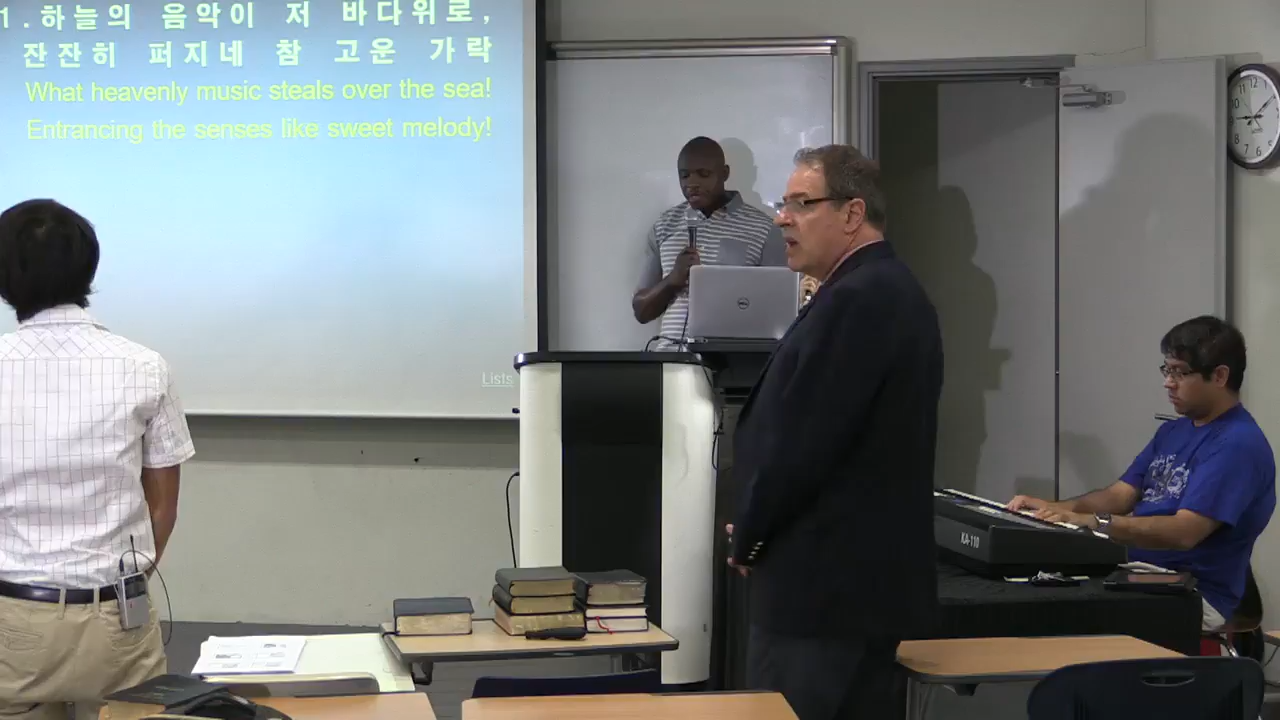 1.하늘의 음악이 저 바다위로,
잔잔히 퍼지네 참 고운 가락
What heavenly music steals over the sea!
Entrancing the senses like sweet melody!
Lists
DELL
KA-110